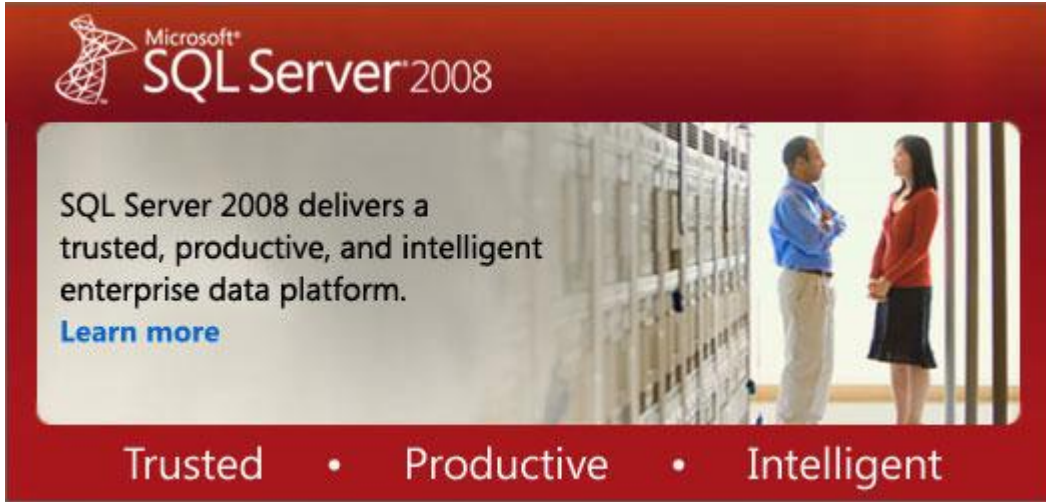 Microsoft®
SQL Server® 2008
SQL Server 2008 delivers a
trusted, productive, and intelligent
enterprise data platform.
Learn more
Trusted • Productive • Intelligent